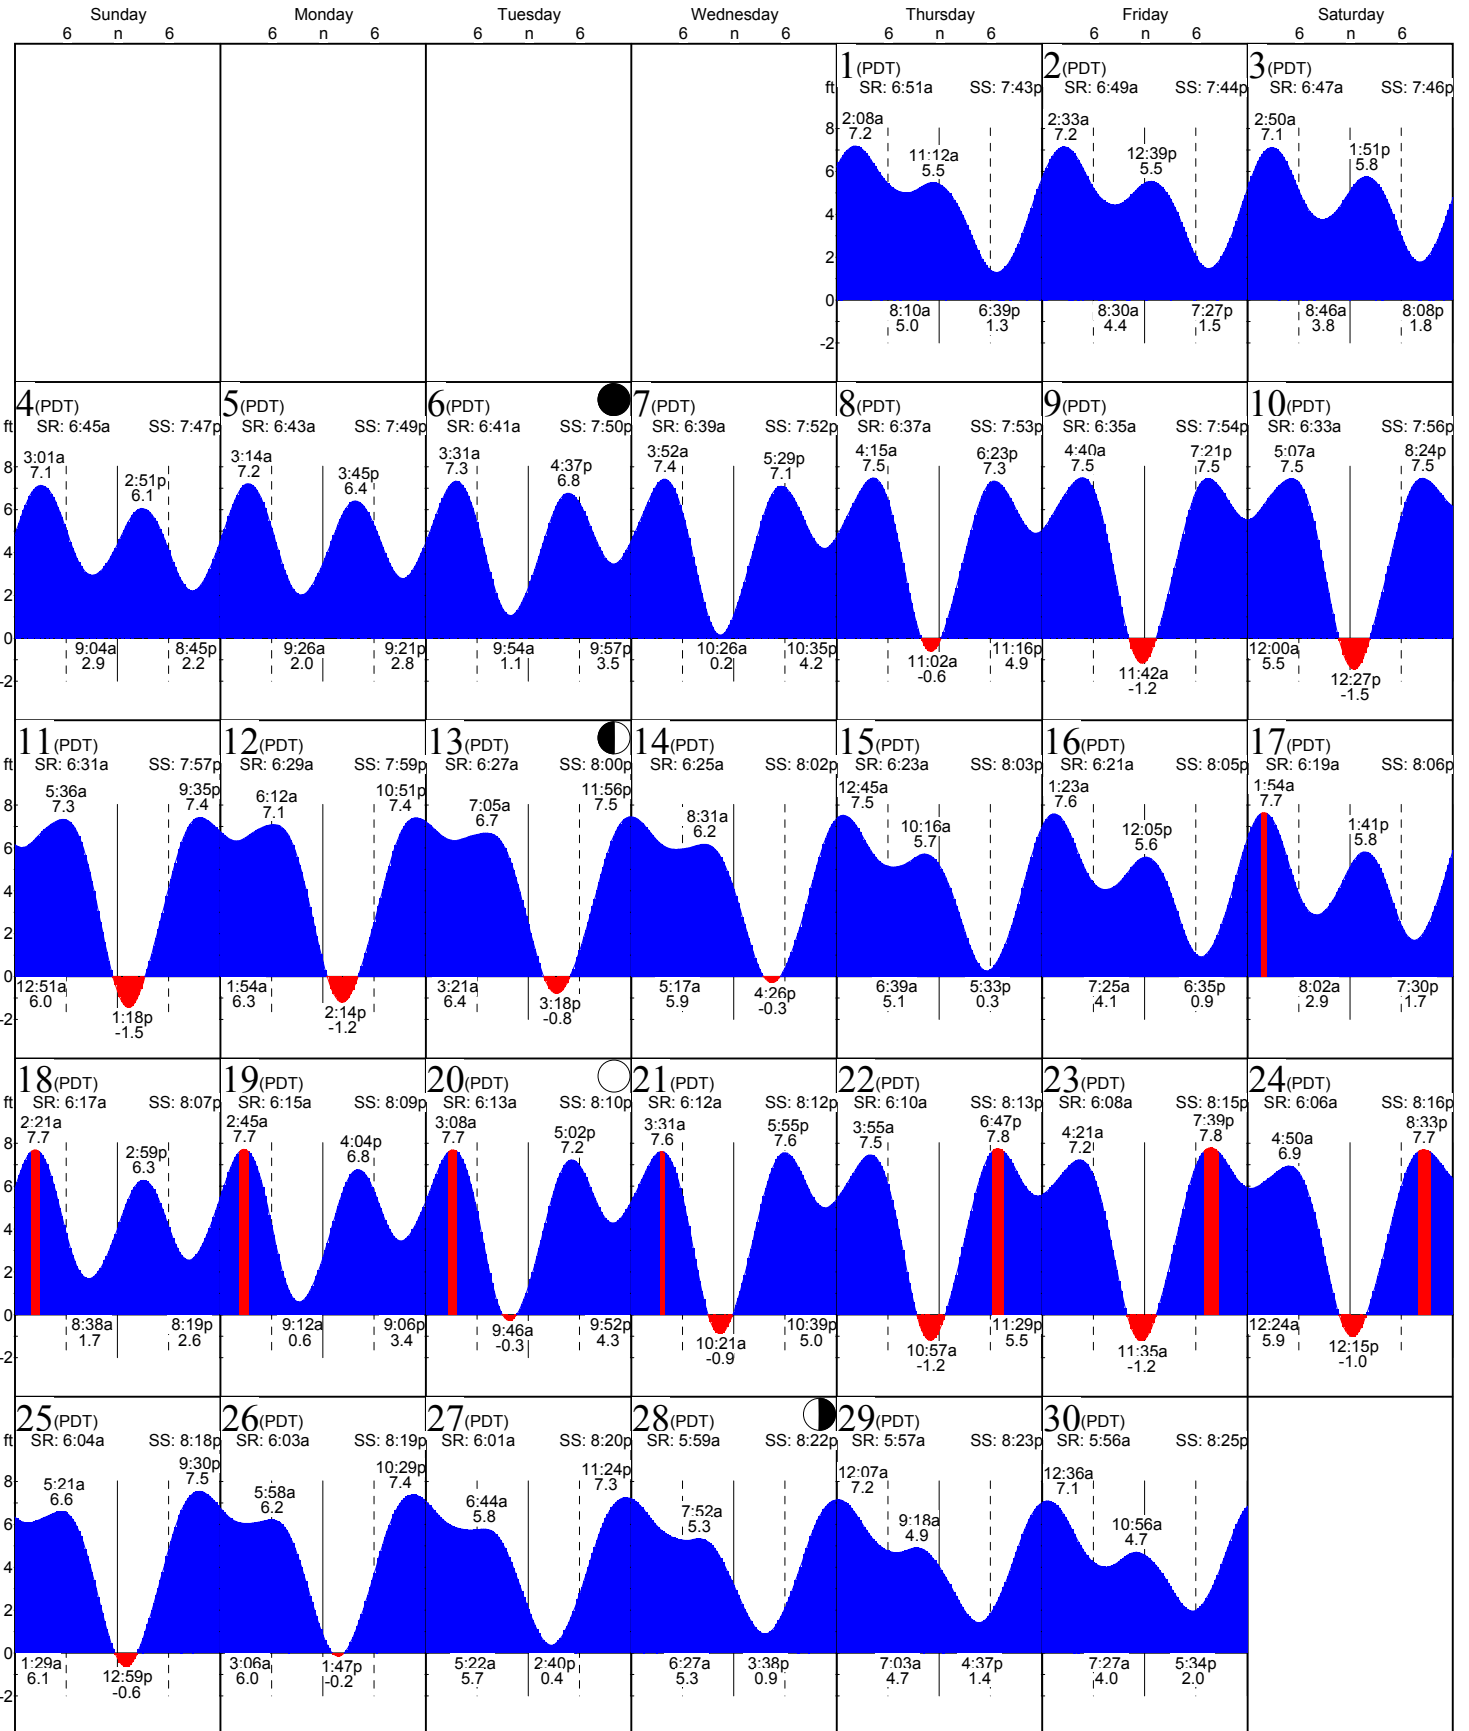 Sunday Monday Tuesday Wednesday Thursday Friday Saturday
6 n 6 6 n 6 6 n 6 6 n 6 6 n 6 6 n 6 6 n 6
1(PDT) 2(PDT) 3(PDT)
ft SR: 6:51a SS: 7:43p SR: 6:49a SS: 7:44p SR: 6:47a SS: 7:46p
2:08a 2:33a 2:50a
8 7.2 7.2 7.1
11:12a 12:39p 1:51p
5.5 5.5 5.8
6
4
2
0
8:10a 6:39p 8:30a 7:27p 8:46a 8:08p
5.0 1.3 4.4 1.5 3.8 1.8
-2
4(PDT) 5(PDT) 6(PDT) 7(PDT) 8(PDT) 9(PDT) 10(PDT)
ft SR: 6:45a SS: 7:47p SR: 6:43a SS: 7:49p SR: 6:41a SS: 7:50p SR: 6:39a SS: 7:52p SR: 6:37a SS: 7:53p SR: 6:35a SS: 7:54p SR: 6:33a SS: 7:56p
3:01a 2:51p 3:14a 3:45p 3:31a 4:37p 3:52a 5:29p 4:15a 6:23p 4:40a 7:21p 5:07a 8:24p
7.1 6.1 7.2 6.4 7.3 6.8 7.4 7.1 7.5 7.3 7.5 7.5 7.5 7.5
8
6
4
2
0
9:04a 8:45p 9:26a 9:21p 9:54a 9:57p 10:26a 10:35p 11:02a 11:16p 11:42a 12:00a 12:27p
2.9 2.2 2.0 2.8 1.1 3.5 0.2 4.2 -0.6 4.9 -1.2 5.5 -1.5
-2
11(PDT) 12(PDT) 13(PDT) 14(PDT) 15(PDT) 16(PDT) 17(PDT)
ft SR: 6:31a SS: 7:57p SR: 6:29a SS: 7:59p SR: 6:27a SS: 8:00p SR: 6:25a SS: 8:02p SR: 6:23a SS: 8:03p SR: 6:21a SS: 8:05p SR: 6:19a SS: 8:06p
5:36a 9:35p 6:12a 10:51p 7:05a 11:56p 8:31a 12:45a 10:16a 1:23a 12:05p 1:54a 1:41p
7.3 7.4 7.1 7.4 6.7 7.5 6.2 7.5 5.7 7.6 5.6 7.7 5.8
8
6
4
2
0
12:51a 1:18p 1:54a 2:14p 3:21a 3:18p 5:17a 4:26p 6:39a 5:33p 7:25a 6:35p 8:02a 7:30p
6.0 -1.5 6.3 -1.2 6.4 -0.8 5.9 -0.3 5.1 0.3 4.1 0.9 2.9 1.7
-2
18(PDT) 19(PDT) 20(PDT) 21(PDT) 22(PDT) 23(PDT) 24(PDT)
ft SR: 6:17a SS: 8:07p SR: 6:15a SS: 8:09p SR: 6:13a SS: 8:10p SR: 6:12a SS: 8:12p SR: 6:10a SS: 8:13p SR: 6:08a SS: 8:15p SR: 6:06a SS: 8:16p
2:21a 2:59p 2:45a 4:04p 3:08a 5:02p 3:31a 5:55p 3:55a 6:47p 4:21a 7:39p 4:50a 8:33p
7.7 6.3 7.7 6.8 7.7 7.2 7.6 7.6 7.5 7.8 7.2 7.8 6.9 7.7
8
6
4
2
0
8:38a 8:19p 9:12a 9:06p 9:46a 9:52p 10:21a 10:39p 10:57a 11:29p 11:35a 12:24a 12:15p
1.7 2.6 0.6 3.4 -0.3 4.3 -0.9 5.0 -1.2 5.5 -1.2 5.9 -1.0
-2
25(PDT) 26(PDT) 27(PDT) 28(PDT) 29(PDT) 30(PDT)
ft SR: 6:04a SS: 8:18p SR: 6:03a SS: 8:19p SR: 6:01a SS: 8:20p SR: 5:59a SS: 8:22p SR: 5:57a SS: 8:23p SR: 5:56a SS: 8:25p
5:21a 9:30p 5:58a 10:29p 6:44a 11:24p 7:52a 12:07a 9:18a 12:36a 10:56a
6.6 7.5 6.2 7.4 5.8 7.3 5.3 7.2 4.9 7.1 4.7
8
6
4
2
0
1:29a 12:59p 3:06a 1:47p 5:22a 2:40p 6:27a 3:38p 7:03a 4:37p 7:27a 5:34p
6.1 -0.6 6.0 -0.2 5.7 0.4 5.3 0.9 4.7 1.4 4.0 2.0
-2